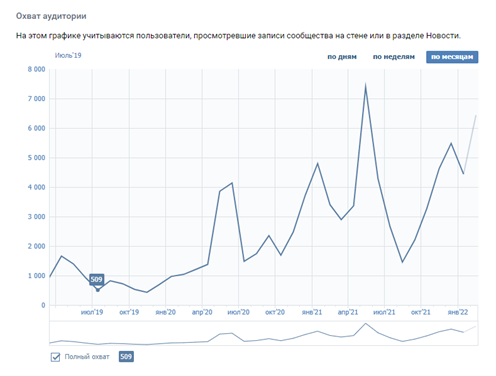 Охват аудитории
На этом графике учитываются пользователи, просмотревшие записи сообщества на стене или в разделе Новости.
Июль'19
по дням по неделям по месяцам
8 000
7 000
6 000
5 000
4 000
3 000
2 000
1 000
0
509
июл'19 окт'19 янв'20 апр'20 июл'20 окт'20 янв'21 апр'21 июл'21 окт'21 янв'22
Полный охват 509